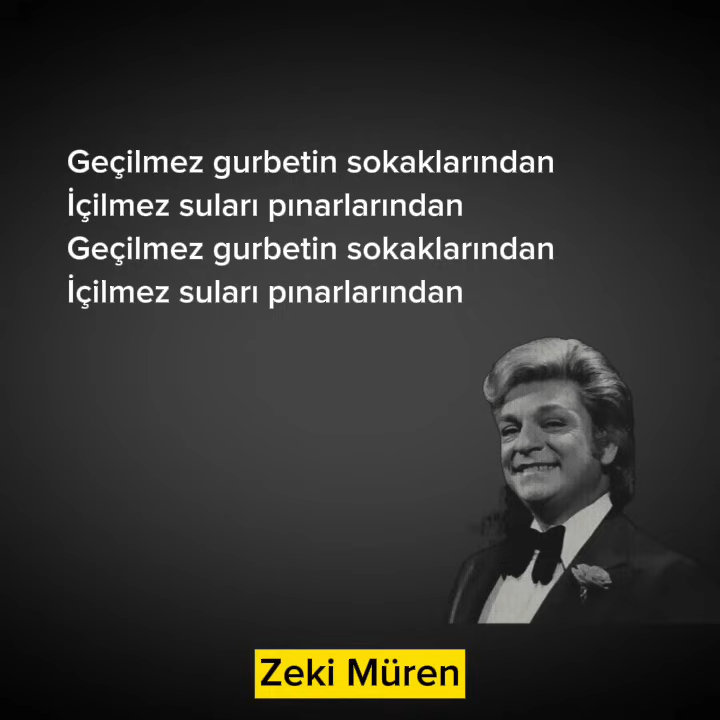 Geçilmez gurbetin sokaklarından
İçilmez suları pınarlarından
Geçilmez gurbetin sokaklarından
İçilmez suları pınarlarından
Zeki Müren